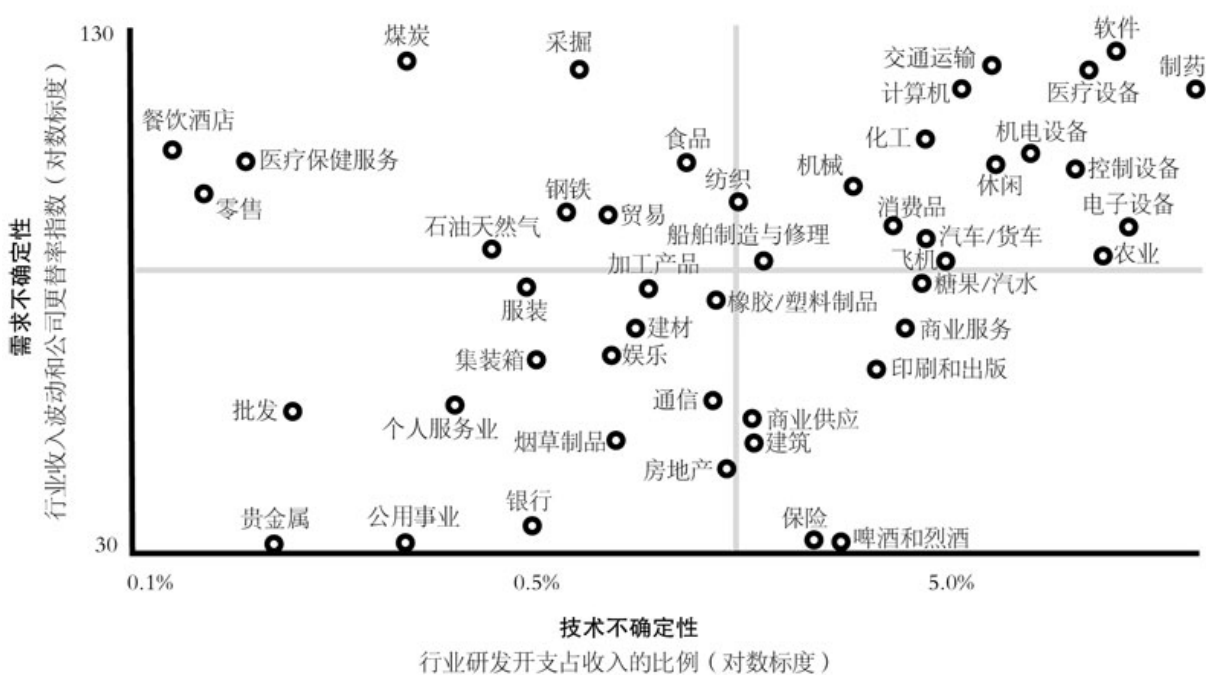 130
煤炭
采掘
软件
交通运输
制药
计算机
医疗设备
餐饮酒店
食品
化工
机电设备
医疗保健服务
机械
控制设备
纺织
休闲
钢铁
零售
贸易
消费品
电子设备
石油天然气
船舶制造与修理
汽车/货车
加工产品
飞机
农业
糖果/汽水
服装
橡胶/塑料制品
建材
商业服务
集装箱
娱乐
印刷和出版
批发
个人服务业
通信
商业供应
烟草制品
建筑
房地产
银行
贵金属
公用事业
保险
啤酒和烈酒
30
需求不确定性
行业收入波动和公司更替率指数（对数标度）
0.1%
0.5%
5.0%
技术不确定性
行业研发开支占收入的比例（对数标度）